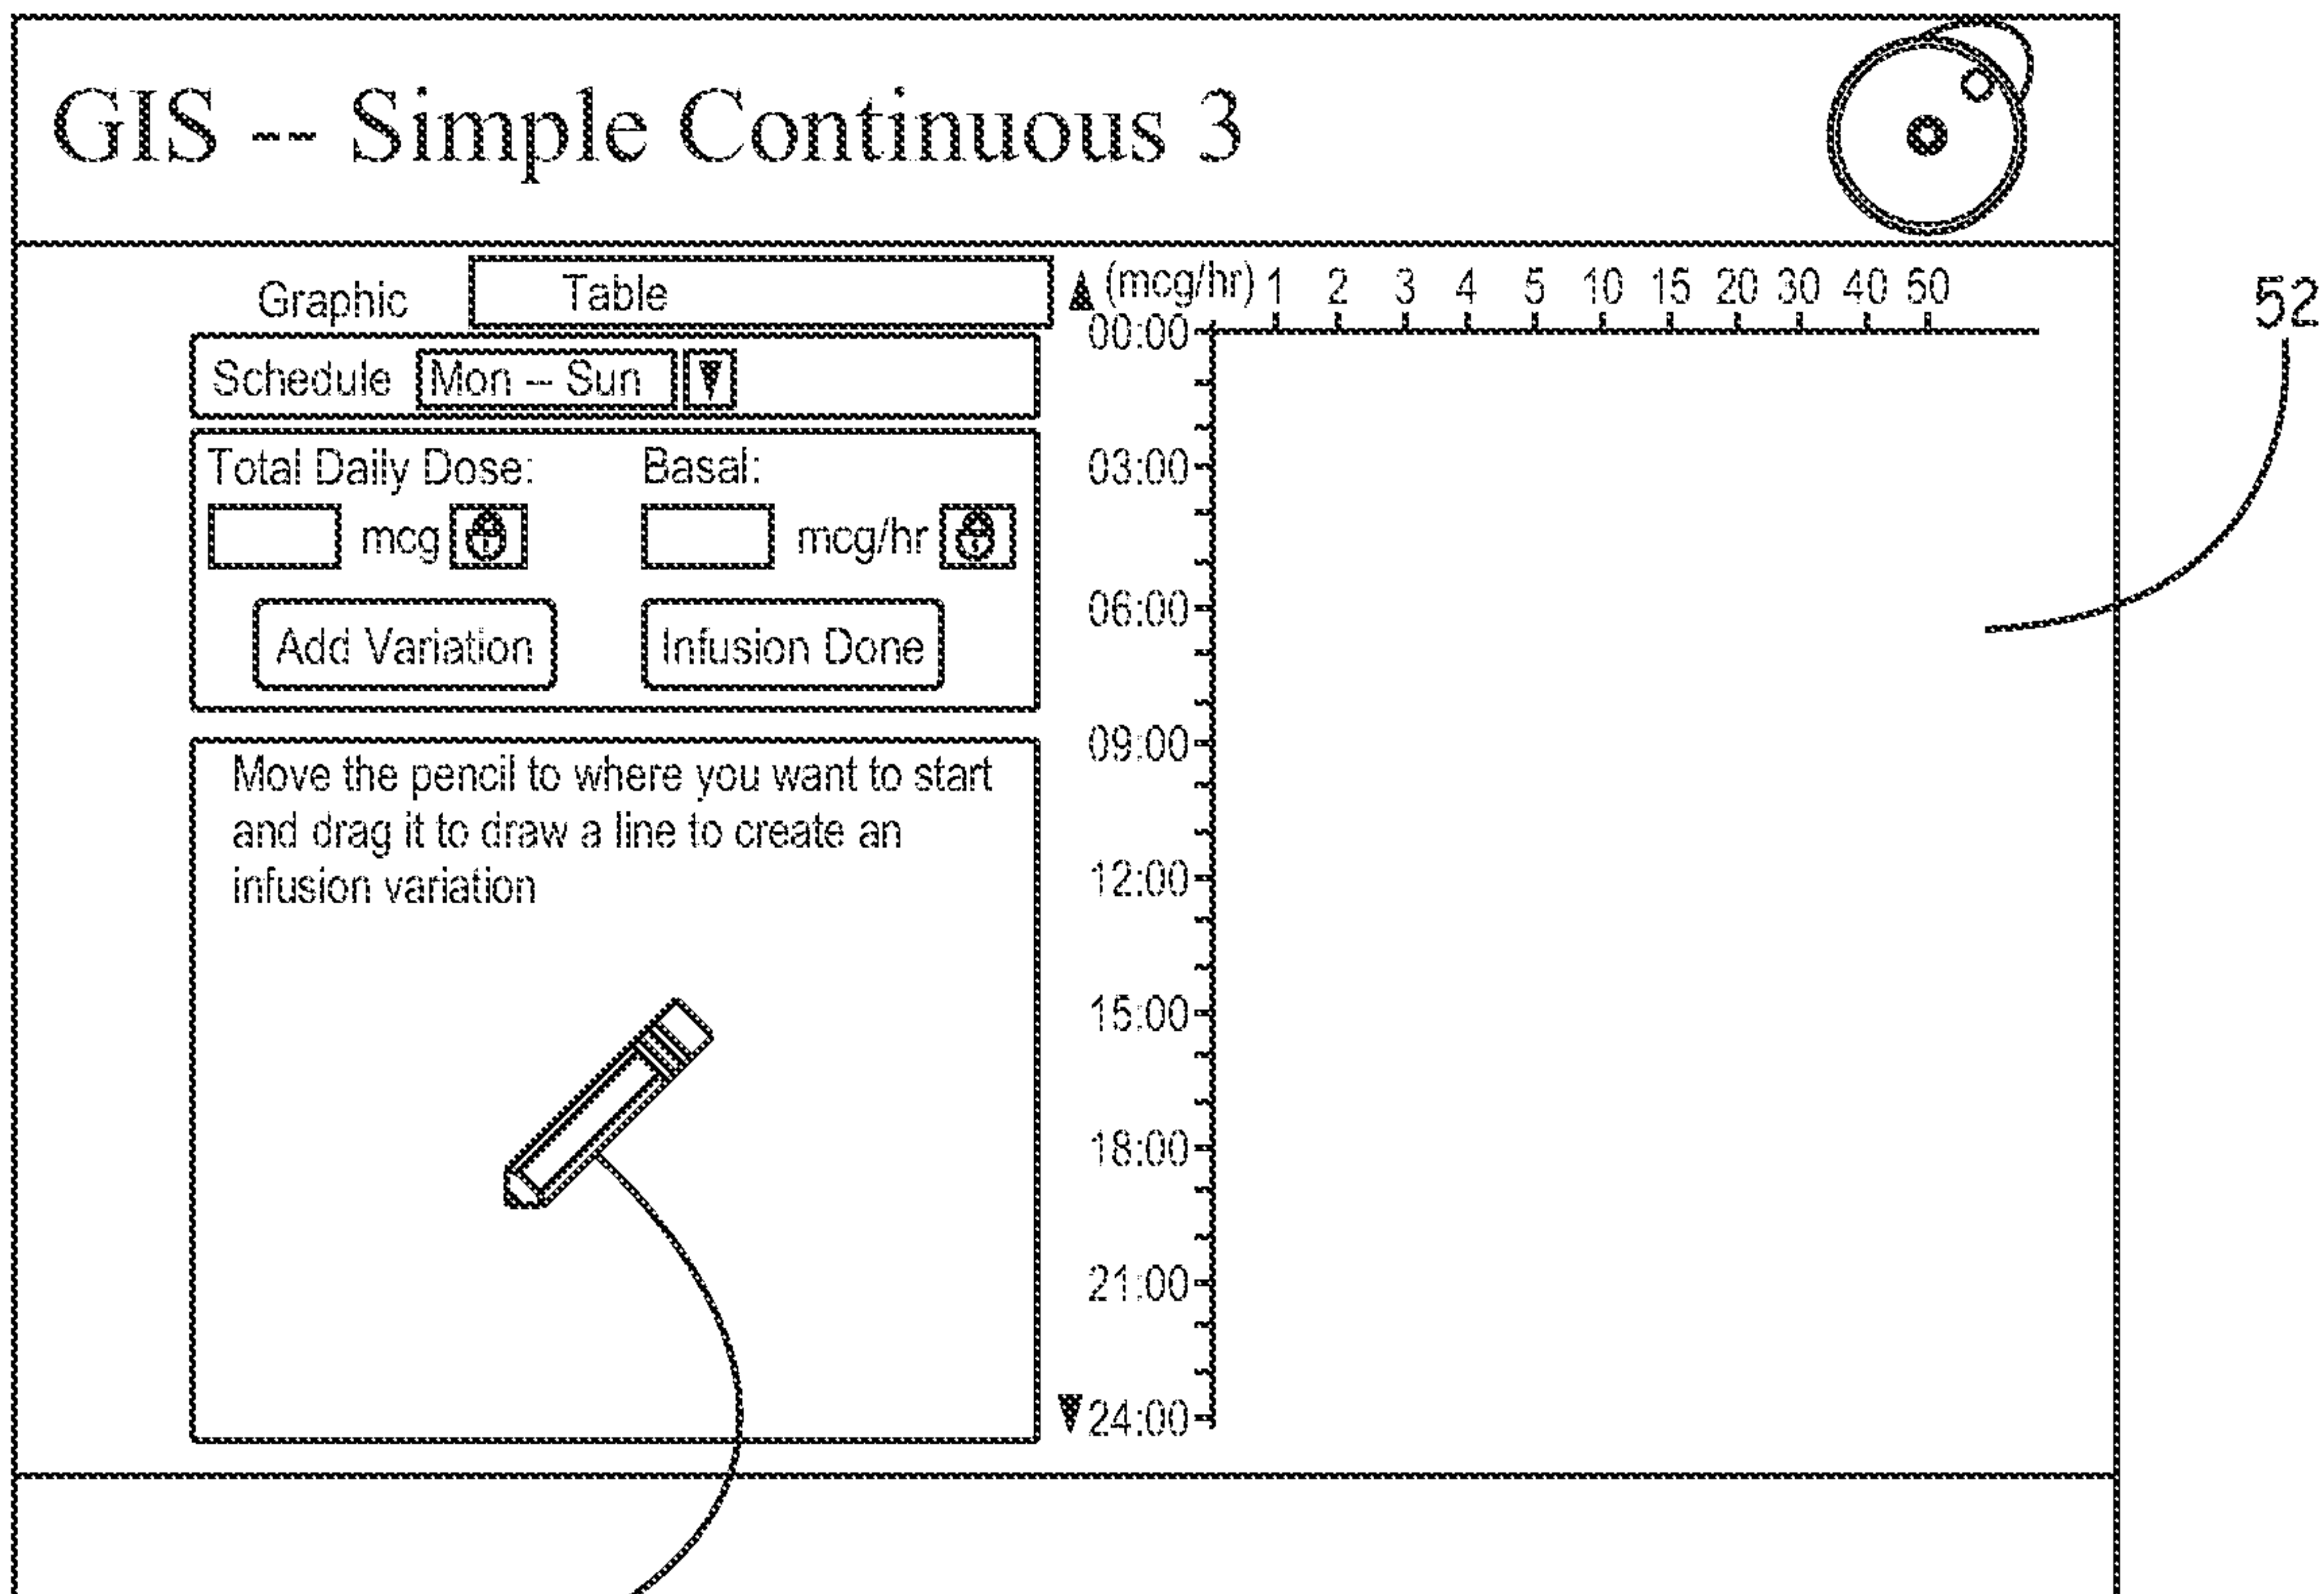 GIS -- Simple Continuous 3
Graphic Table
Schedule Mon -- Sun
Total Daily Dose: Basal:
mcg mcg/hr
Add Variation Infusion Done
Move the pencil to where you want to start
and drag it to draw a line to create an
infusion variation
(mcg/hr) 1 2 3 4 5 10 15 20 30 40 50
00:00
03:00
06:00
09:00
12:00
15:00
18:00
21:00
24:00
52